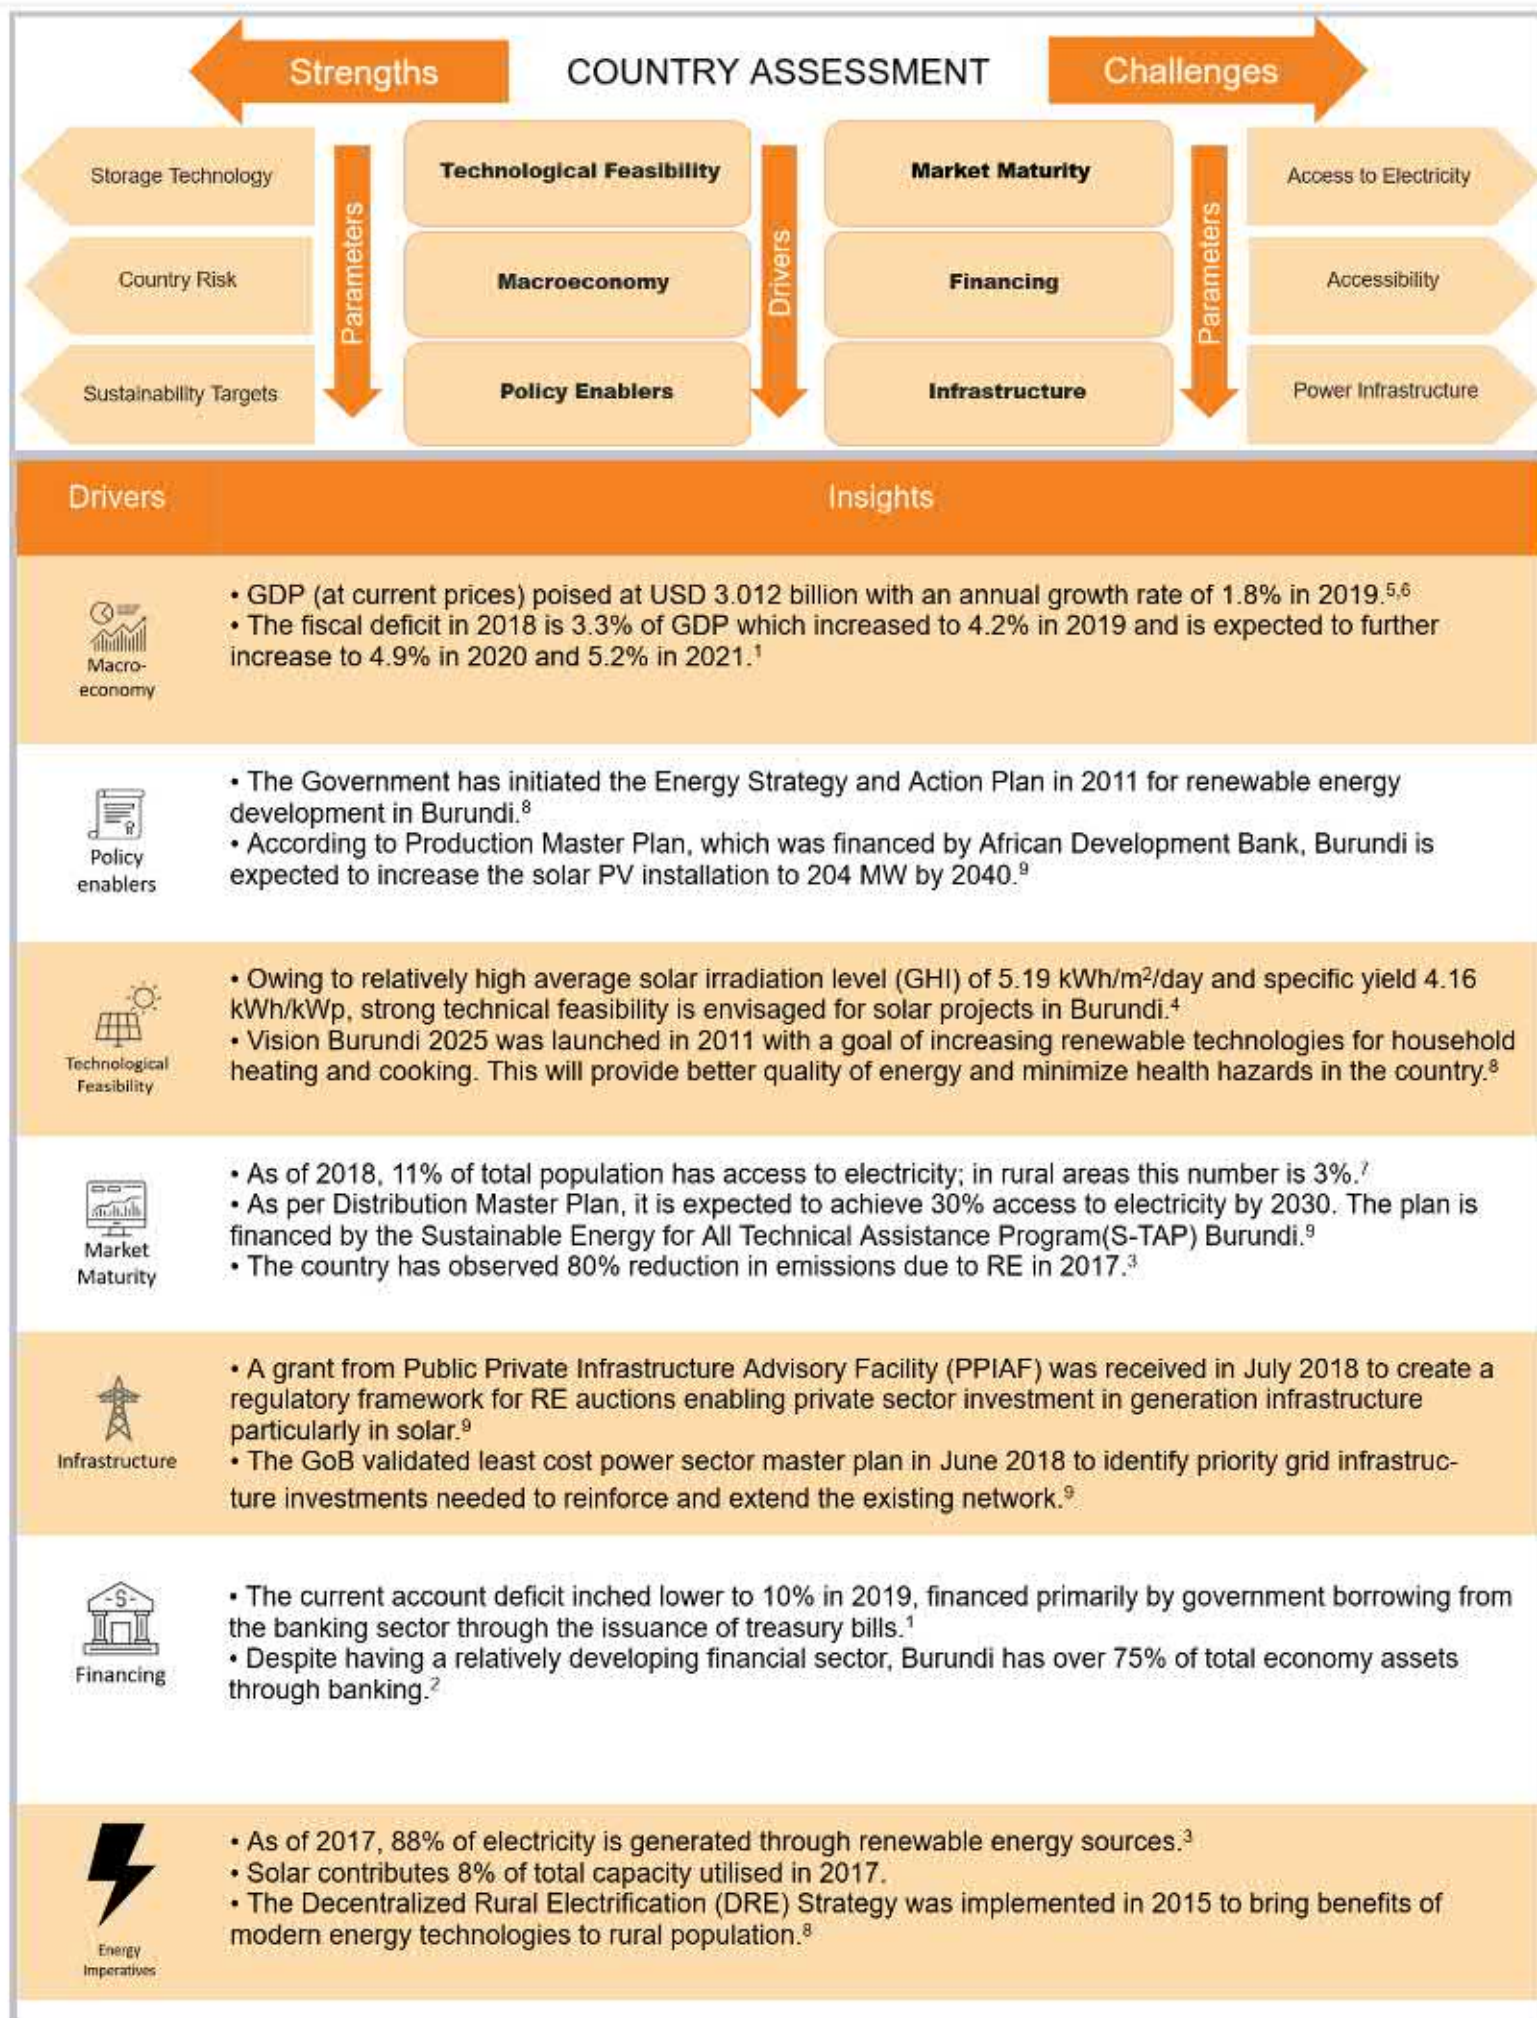 Strengths
COUNTRY ASSESSMENT
Challenges
Storage Technology
Country Risk
Sustainability Targets
Parameters
Technological Feasibility
Macroeconomy
Policy Enablers
Drivers
Market Maturity
Financing
Infrastructure
Parameters
Access to Electricity
Accessibility
Power Infrastructure
Drivers
Insights
Macro-
economy
• GDP (at current prices) poised at USD 3.012 billion with an annual growth rate of 1.8% in 2019.⁵,⁶
• The fiscal deficit in 2018 is 3.3% of GDP which increased to 4.2% in 2019 and is expected to further
increase to 4.9% in 2020 and 5.2% in 2021.¹
Policy
enablers
• The Government has initiated the Energy Strategy and Action Plan in 2011 for renewable energy
development in Burundi.⁸
• According to Production Master Plan, which was financed by African Development Bank, Burundi is
expected to increase the solar PV installation to 204 MW by 2040.⁹
Technological
Feasibility
• Owing to relatively high average solar irradiation level (GHI) of 5.19 kWh/m²/day and specific yield 4.16
kWh/kWp, strong technical feasibility is envisaged for solar projects in Burundi.⁴
• Vision Burundi 2025 was launched in 2011 with a goal of increasing renewable technologies for household
heating and cooking. This will provide better quality of energy and minimize health hazards in the country.⁸
Market
Maturity
• As of 2018, 11% of total population has access to electricity; in rural areas this number is 3%.⁷
• As per Distribution Master Plan, it is expected to achieve 30% access to electricity by 2030. The plan is
financed by the Sustainable Energy for All Technical Assistance Program(S-TAP) Burundi.⁹
• The country has observed 80% reduction in emissions due to RE in 2017.³
Infrastructure
• A grant from Public Private Infrastructure Advisory Facility (PPIAF) was received in July 2018 to create a
regulatory framework for RE auctions enabling private sector investment in generation infrastructure
particularly in solar.⁹
• The GoB validated least cost power sector master plan in June 2018 to identify priority grid infrastruc-
ture investments needed to reinforce and extend the existing network.⁹
-S-
Financing
• The current account deficit inched lower to 10% in 2019, financed primarily by government borrowing from
the banking sector through the issuance of treasury bills.¹
• Despite having a relatively developing financial sector, Burundi has over 75% of total economy assets
through banking.²
Energy
Imperatives
• As of 2017, 88% of electricity is generated through renewable energy sources.³
• Solar contributes 8% of total capacity utilised in 2017.
• The Decentralized Rural Electrification (DRE) Strategy was implemented in 2015 to bring benefits of
modern energy technologies to rural population.⁸